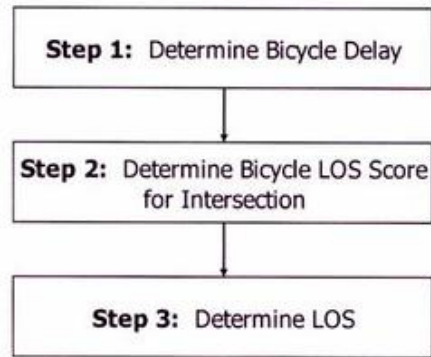 Step 1: Determine Bicycle Delay
Step 2: Determine Bicycle LOS Score
for Intersection
Step 3: Determine LOS